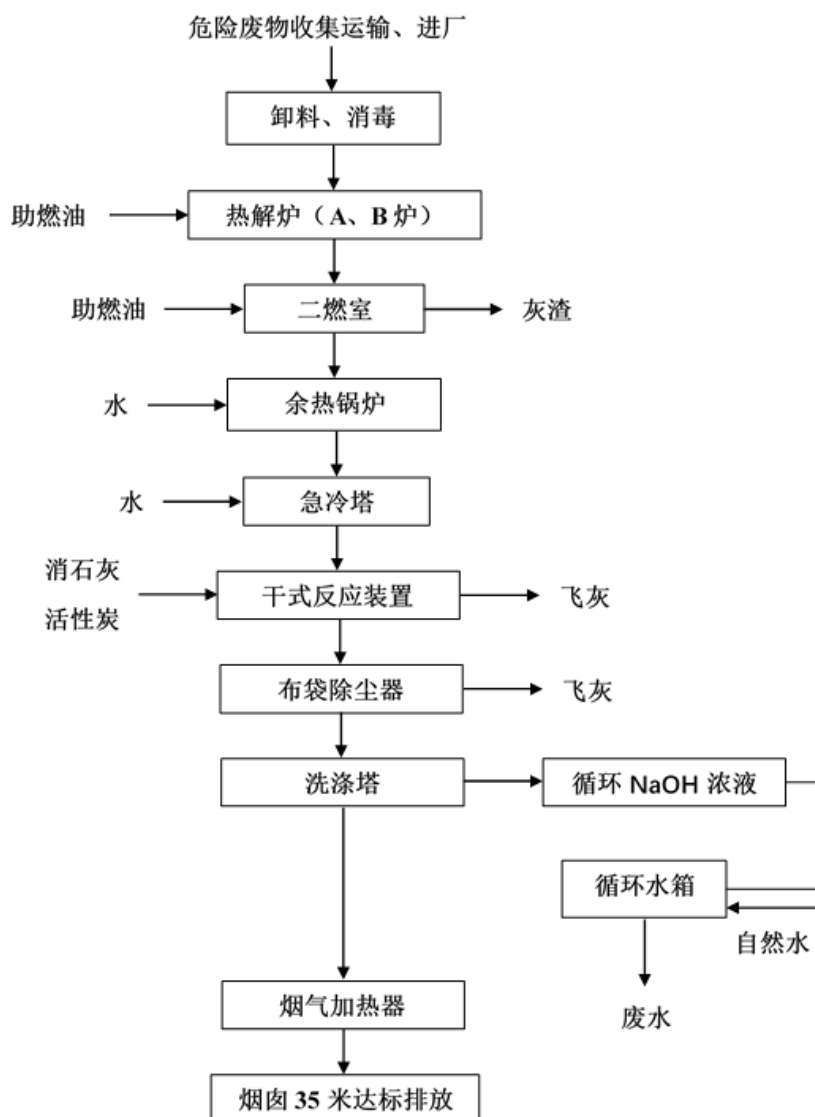 危险废物收集运输、进厂
卸料、消毒
助燃油
热解炉（A、B 炉）
助燃油
二燃室
灰渣
水
余热锅炉
水
急冷塔
消石灰
活性炭
干式反应装置
飞灰
布袋除尘器
飞灰
洗涤塔
循环 NaOH 浓液
循环水箱
自然水
废水
烟气加热器
烟囱 35 米达标排放